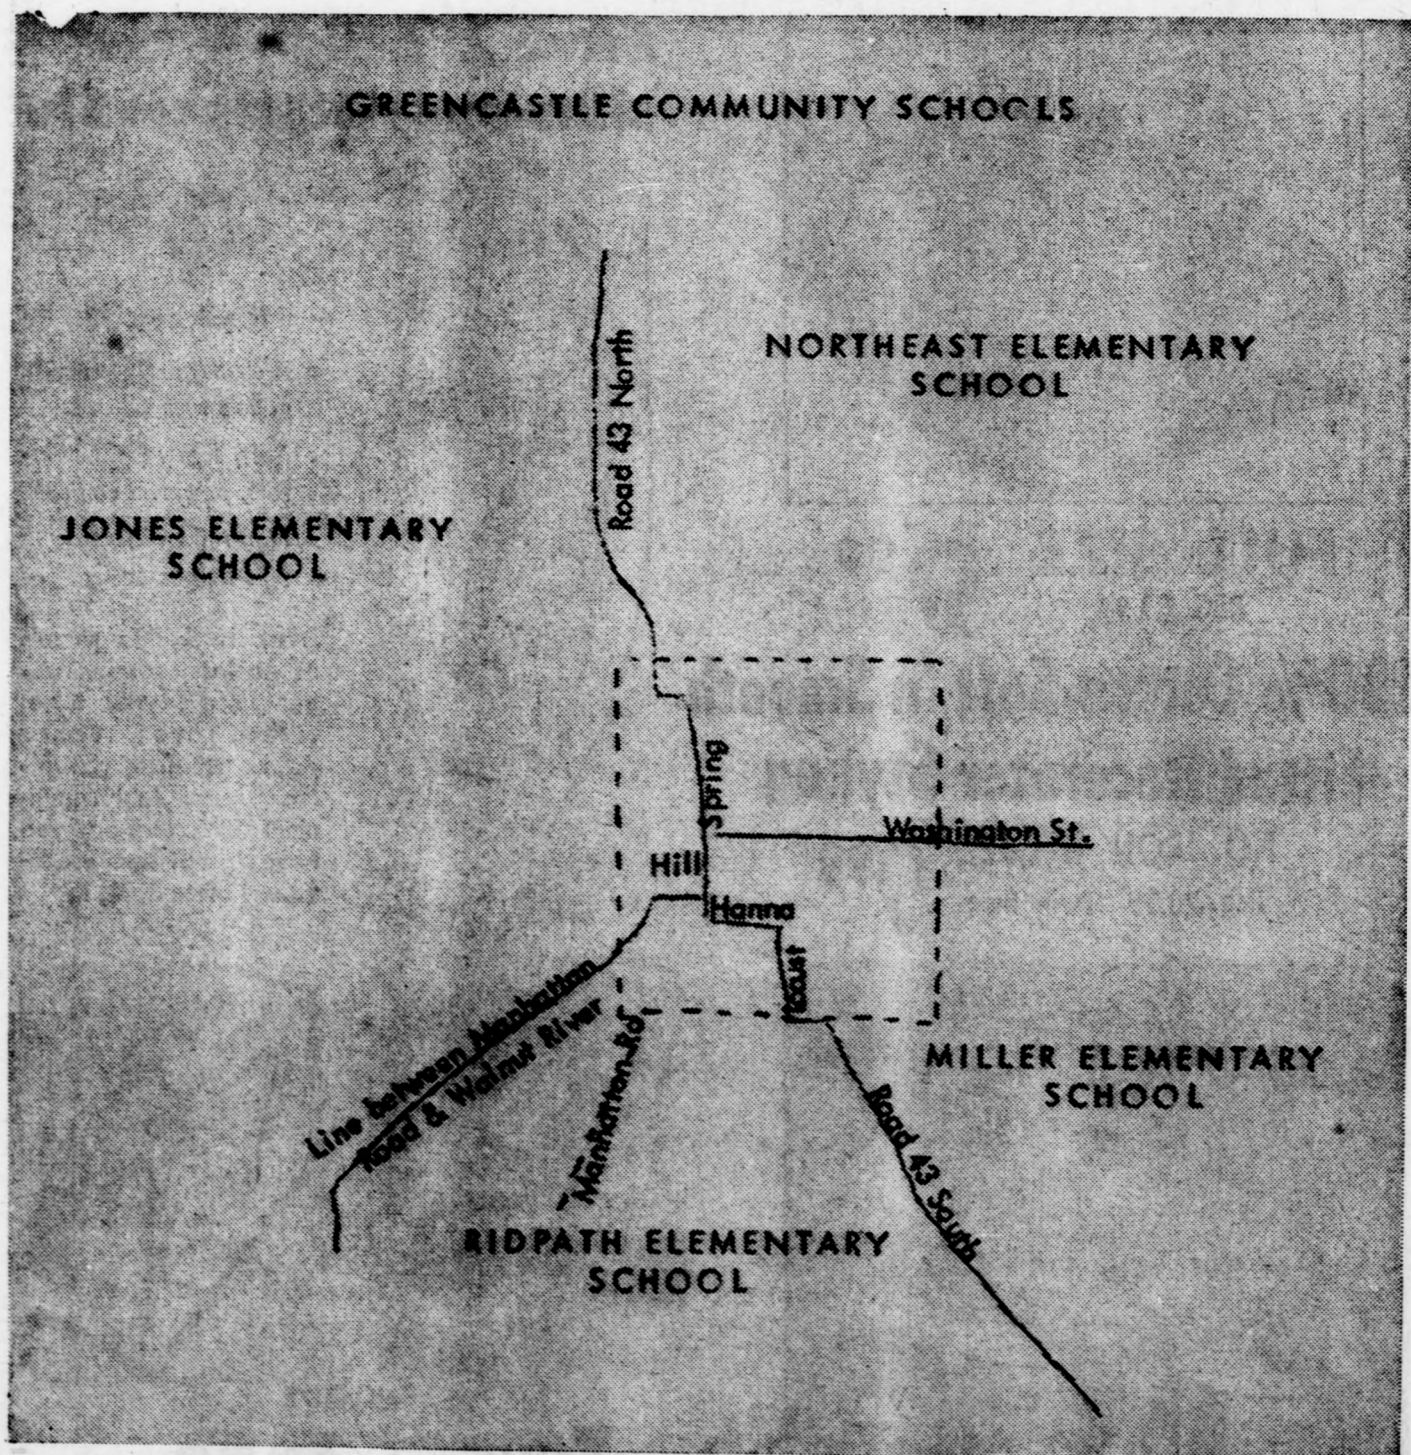 GREENCASTLE COMMUNITY SCHOOLS
Road 43 North
NORTHEAST ELEMENTARY
SCHOOL
JONES ELEMENTARY
SCHOOL
Spring
Washington St.
Hill
Hanna
Locust
Line between Manhattan
Road & Walnut River
Manhattan Rd
MILLER ELEMENTARY
SCHOOL
Road 43 South
RIDPATH ELEMENTARY
SCHOOL